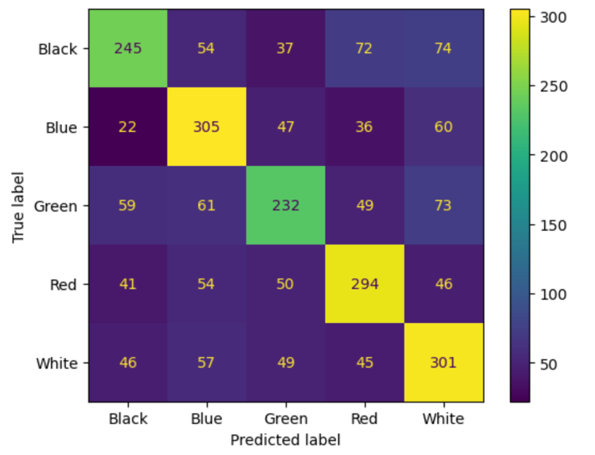 Black 245 54 37 72 74
Blue 22 305 47 36 60
Green 59 61 232 49 73
Red 41 54 50 294 46
White 46 57 49 45 301
Black Blue Green Red White
Predicted label
True label
300
250
200
150
100
50